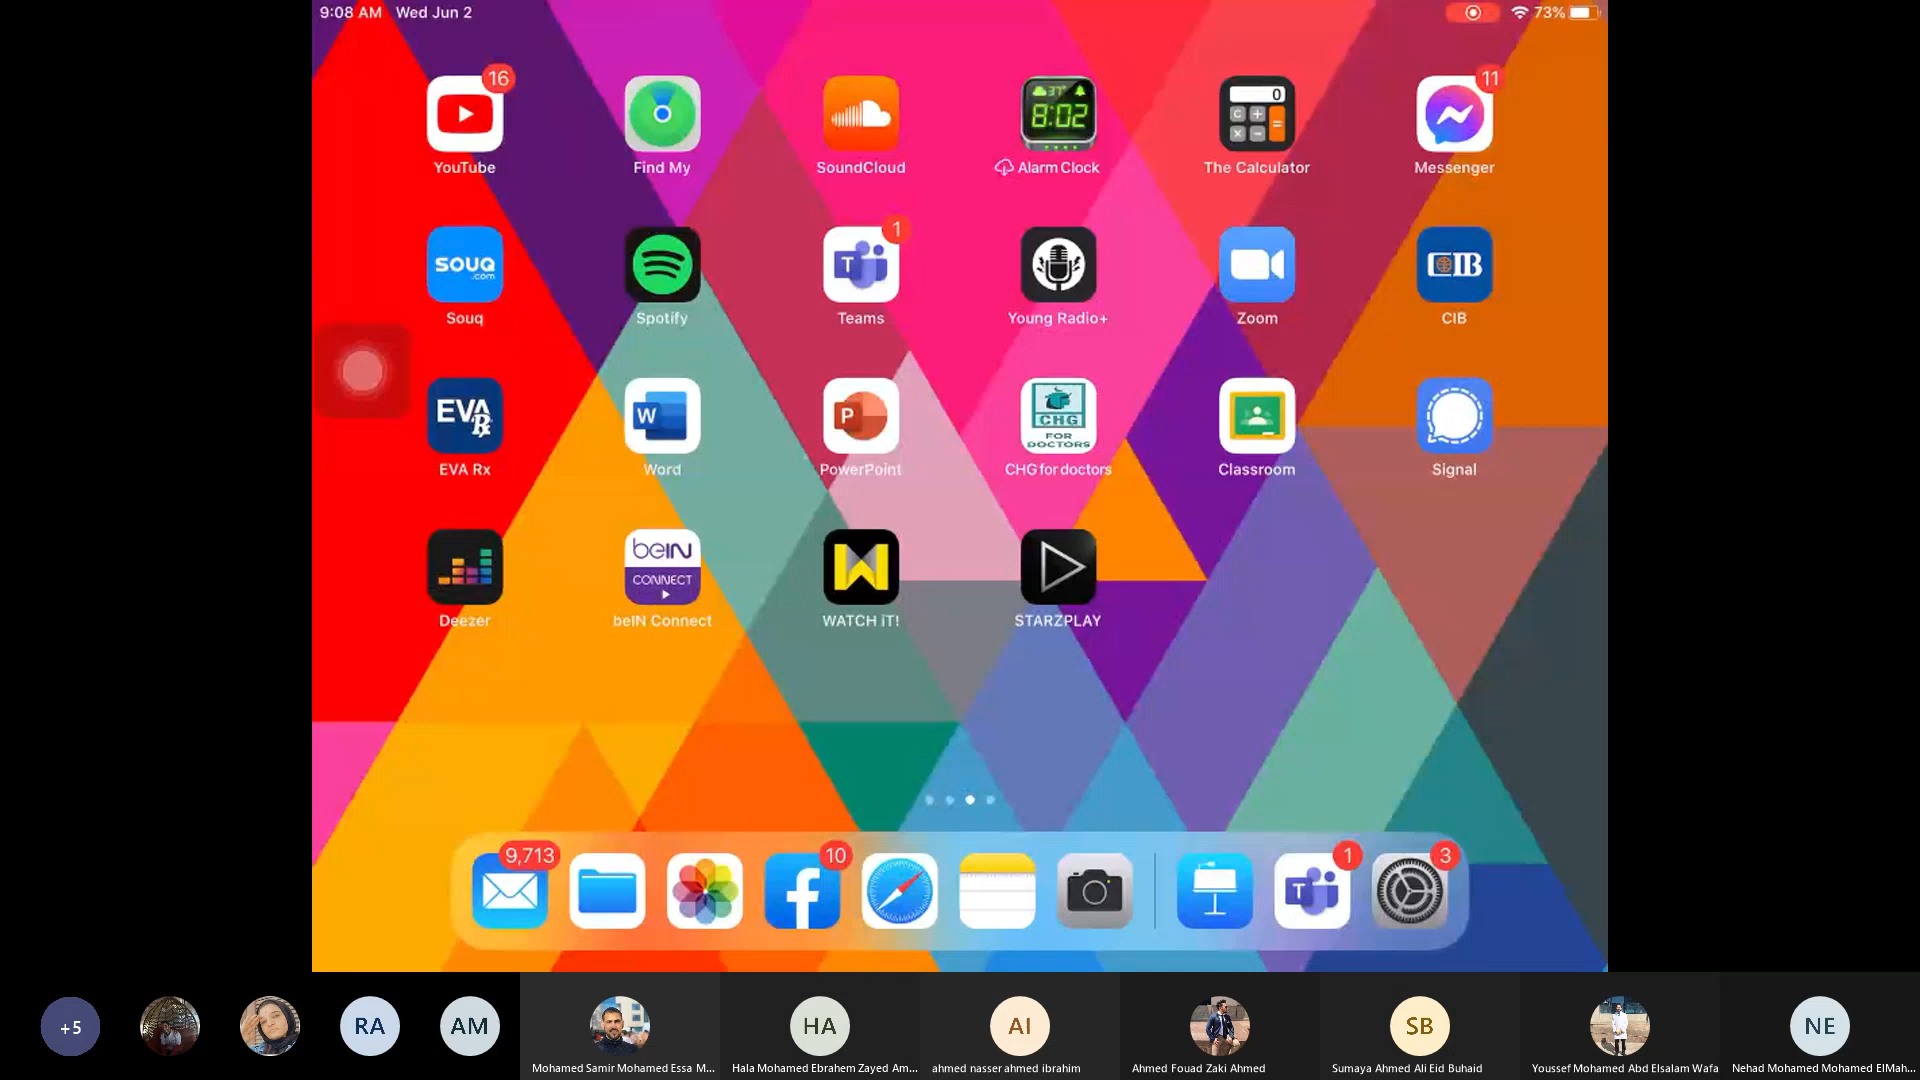 9:08 AM Wed Jun 2
73%
16
11
37°
8:02
0
YouTube
Find My
SoundCloud
Alarm Clock
The Calculator
Messenger
1
souq
.com
T
CIB
Souq
Spotify
Teams
Young Radio+
Zoom
CIB
EVA
Rx
W
P
CHG
FOR
DOCTORS
EVA Rx
Word
PowerPoint
CHG for doctors
Classroom
Signal
beIN
CONNECT
W
Deezer
beIN Connect
WATCH iT!
STARZPLAY
9,713
10
1
3
f
T
+5
RA
AM
HA
AI
SB
NE
Mohamed Samir Mohamed Essa M...
Hala Mohamed Ebrahem Zayed Am...
ahmed nasser ahmed ibrahim
Ahmed Fouad Zaki Ahmed
Sumaya Ahmed Ali Eid Buhaid
Youssef Mohamed Abd Elsalam Wafa
Nehad Mohamed Mohamed ElMah...